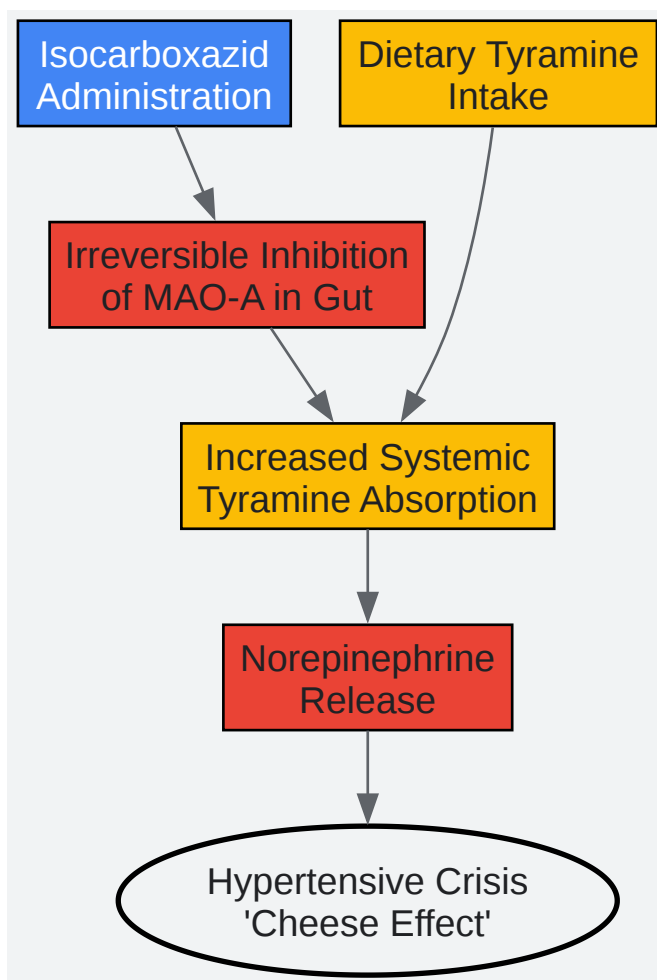 Isocarboxazid
Administration
Dietary Tyramine
Intake
Irreversible Inhibition
of MAO-A in Gut
Increased Systemic
Tyramine Absorption
Norepinephrine
Release
Hypertensive Crisis
'Cheese Effect'